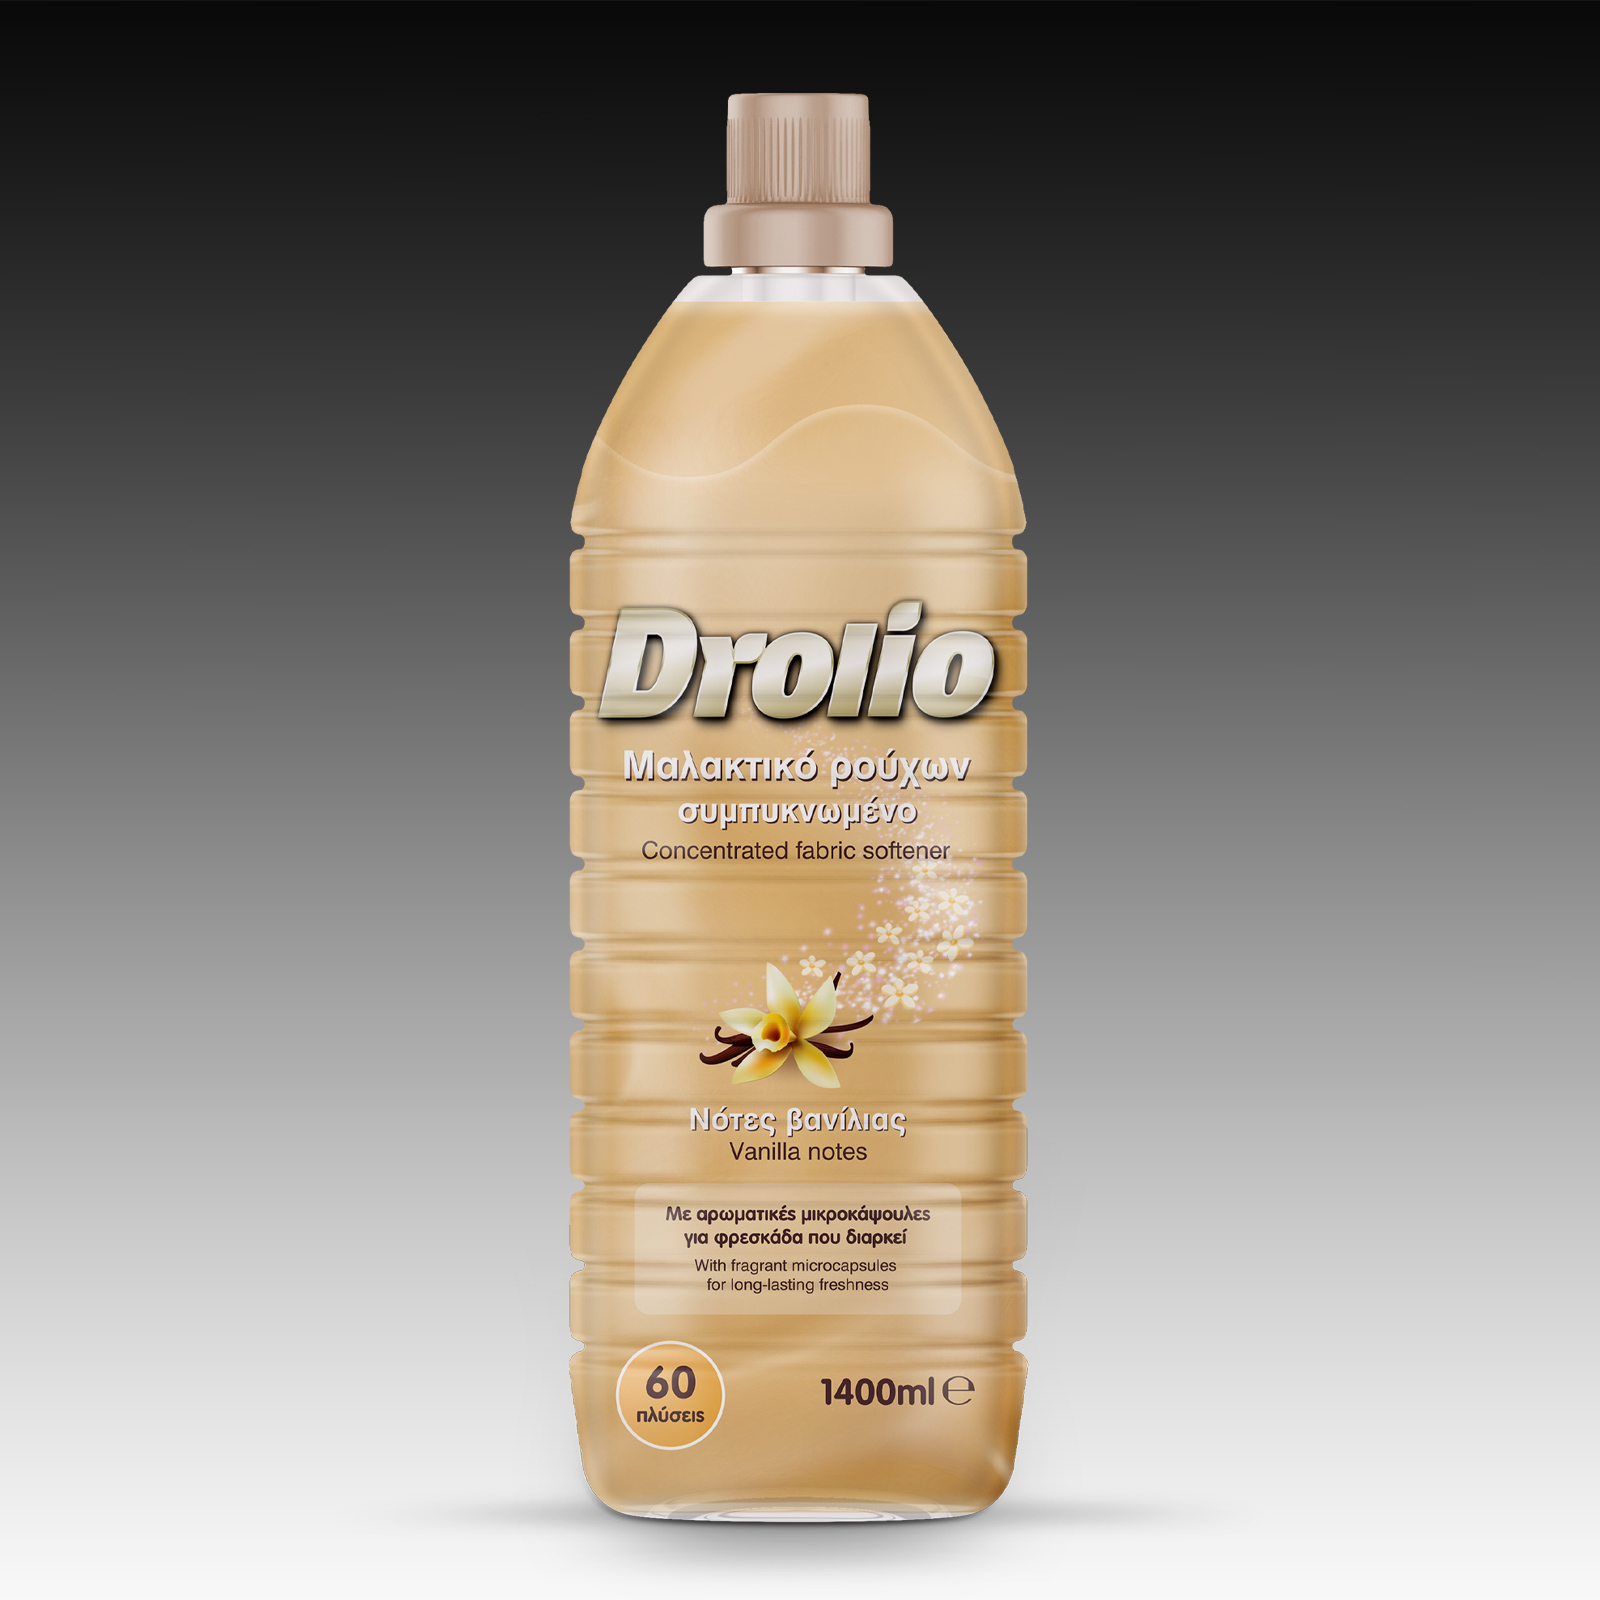 Drolio
Μαλακτικό ρούχων
συμπυκνωμένο
Concentrated fabric softener
Νότες βανίλιας
Vanilla notes
Με αρωματικές μικροκάψουλες
για φρεσκάδα που διαρκεί
With fragrant microcapsules
for long-lasting freshness
60
πλύσεις
1400ml ℮